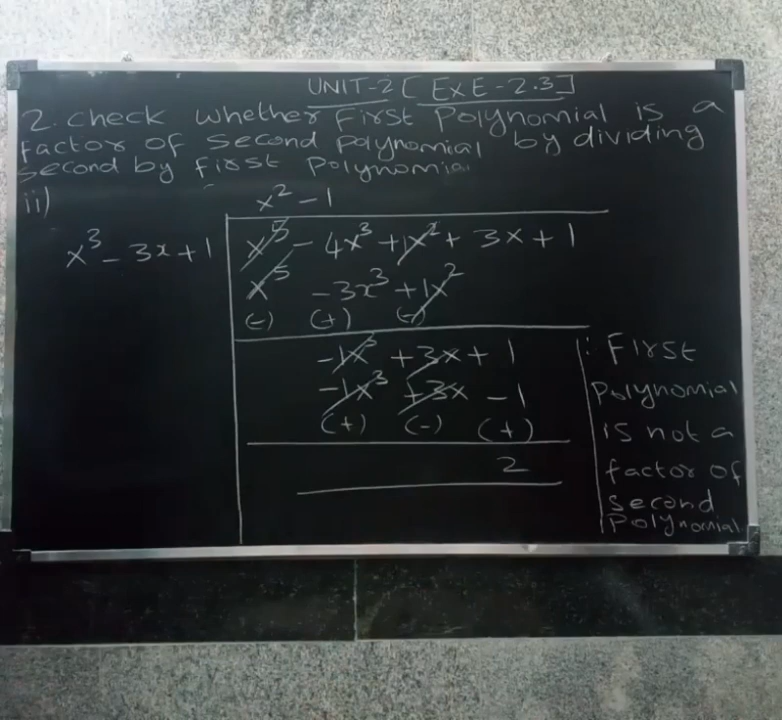 UNIT-2 [ EXE-2.3]
2. check whether First Polynomial is a
factor of second polynomial by dividing
second by first Polynomial
ii)
x² - 1
x³ - 3x + 1 x⁵ - 4x³ + 1x² + 3x + 1
x⁵ - 3x³ + 1x²
(-) (+) (-)
-1x³ + 3x + 1
-1x³ + 3x - 1
(+) (-) (+)
2
∴ First
Polynomial
is not a
factor of
second
Polynomial